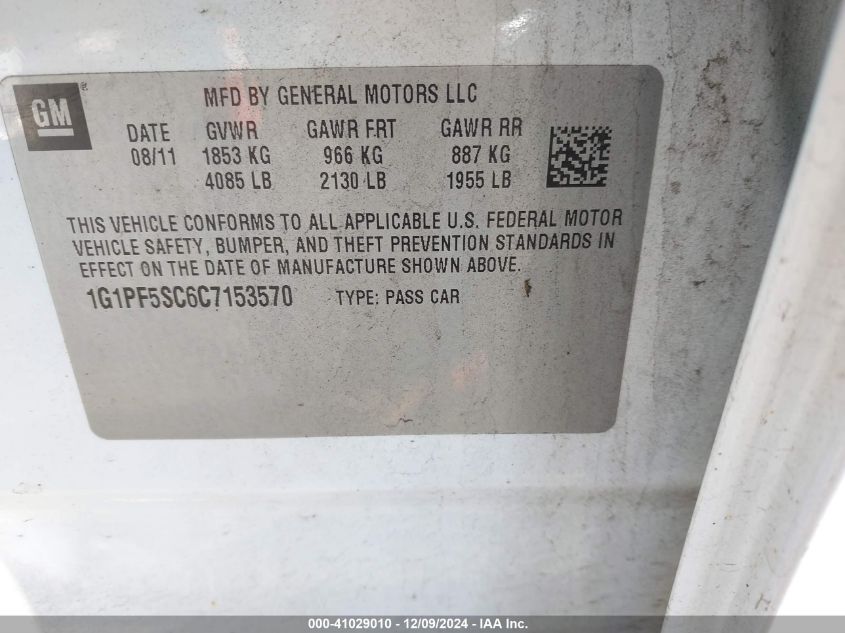 GM®
MFD BY GENERAL MOTORS LLC
DATE GVWR GAWR FRT GAWR RR
08/11 1853 KG 966 KG 887 KG
4085 LB 2130 LB 1955 LB
THIS VEHICLE CONFORMS TO ALL APPLICABLE U.S. FEDERAL MOTOR
VEHICLE SAFETY, BUMPER, AND THEFT PREVENTION STANDARDS IN
EFFECT ON THE DATE OF MANUFACTURE SHOWN ABOVE.
1G1PF5SC6C7153570 TYPE: PASS CAR
000-41029010 - 12/09/2024 - IAA Inc.